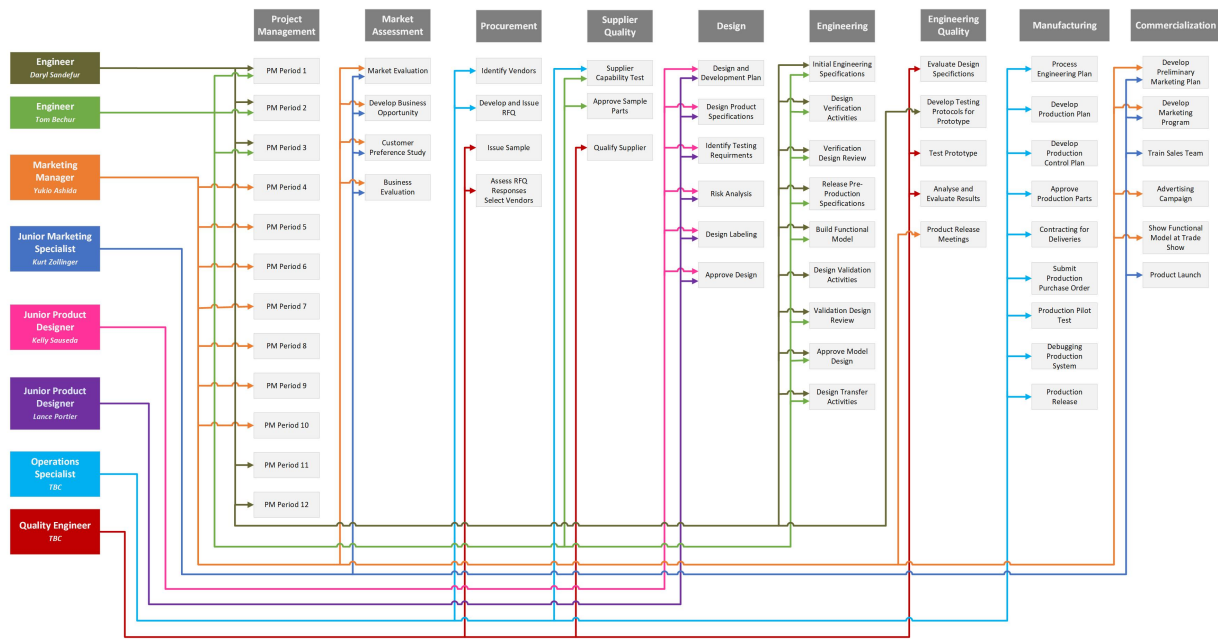 Project
Management
Market
Assessment
Procurement
Supplier
Quality
Design
Engineering
Engineering
Quality
Manufacturing
Commercialization
Engineer
Daryl Sandefur
Engineer
Tom Bechur
Marketing
Manager
Yukio Ashida
Junior Marketing
Specialist
Kurt Zollinger
Junior Product
Designer
Kelly Sauseda
Junior Product
Designer
Lance Portier
Operations
Specialist
TBC
Quality Engineer
TBC
PM Period 1
PM Period 2
PM Period 3
PM Period 4
PM Period 5
PM Period 6
PM Period 7
PM Period 8
PM Period 9
PM Period 10
PM Period 11
PM Period 12
Market Evaluation
Develop Business
Opportunity
Customer
Preference Study
Business
Evaluation
Identify Vendors
Develop and Issue
RFQ
Issue Sample
Assess RFQ
Responses
Select Vendors
Supplier
Capability Test
Approve Sample
Parts
Qualify Supplier
Design and
Development Plan
Design Product
Specifications
Identify Testing
Requirments
Risk Analysis
Design Labeling
Approve Design
Initial Engineering
Specifications
Design
Verification
Activities
Verification
Design Review
Release Pre-
Production
Specifications
Build Functional
Model
Design Validation
Activities
Validation Design
Review
Approve Model
Design
Design Transfer
Activities
Evaluate Design
Specifictions
Develop Testing
Protocols for
Prototype
Test Prototype
Analyse and
Evaluate Results
Product Release
Meetings
Process
Engineering Plan
Develop
Production Plan
Develop
Production
Control Plan
Approve
Production Parts
Contracting for
Deliveries
Submit
Production
Purchase Order
Production Pilot
Test
Debugging
Production
System
Production
Release
Develop
Preliminary
Marketing Plan
Develop
Marketing
Program
Train Sales Team
Advertising
Campaign
Show Functional
Model at Trade
Show
Product Launch